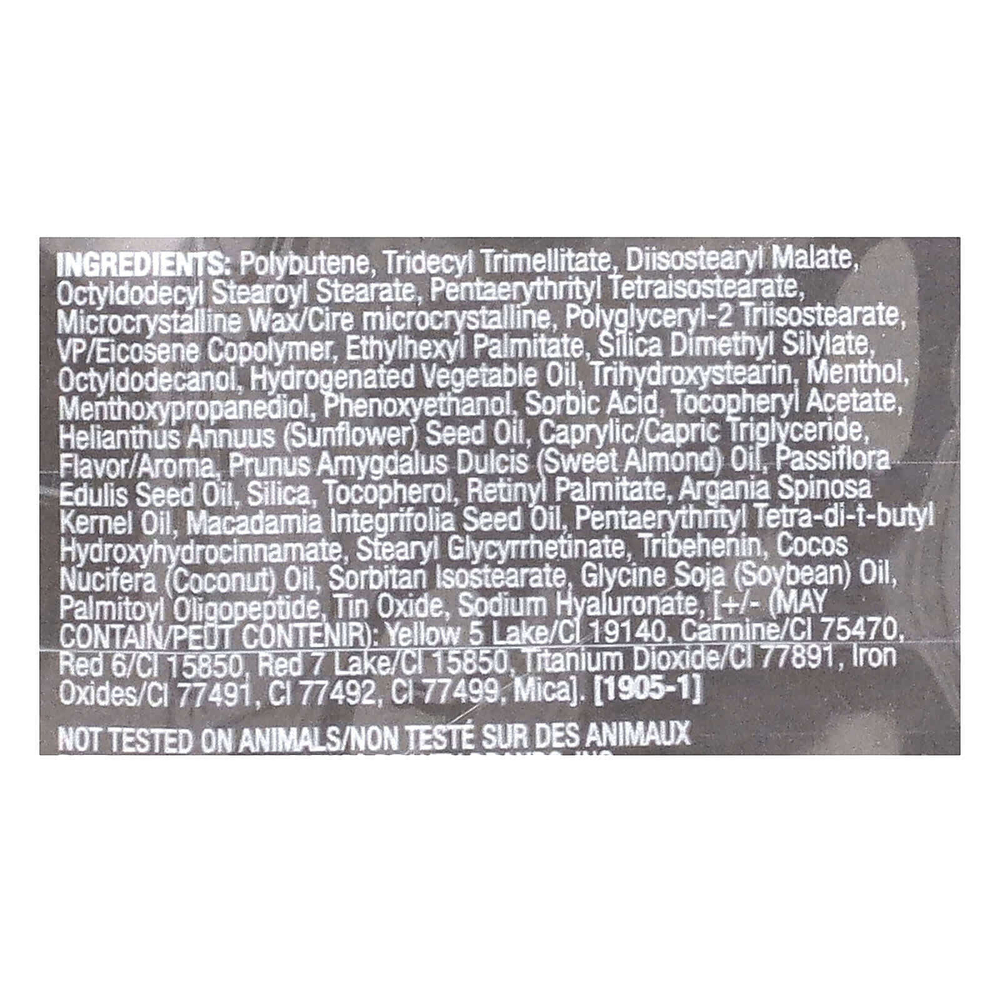 INGREDIENTS: Polybutene, Tridecyl Trimellitate, Diisostearyl Malate,
Octyldodecyl Stearoyl Stearate, Pentaerythrityl Tetraisostearate,
Microcrystalline Wax/Cire microcrystalline, Polyglyceryl-2 Triisostearate,
VP/Eicosene Copolymer, Ethylhexyl Palmitate, Silica Dimethyl Silylate,
Octyldodecanol, Hydrogenated Vegetable Oil, Trihydroxystearin, Menthol,
Menthoxypropanediol, Phenoxyethanol, Sorbic Acid, Tocopheryl Acetate,
Helianthus Annuus (Sunflower) Seed Oil, Caprylic/Capric Triglyceride,
Flavor/Aroma, Prunus Amygdalus Dulcis (Sweet Almond) Oil, Passiflora
Edulis Seed Oil, Silica, Tocopherol, Retinyl Palmitate, Argania Spinosa
Kernel Oil, Macadamia Integrifolia Seed Oil, Pentaerythrityl Tetra-di-t-butyl
Hydroxyhydrocinnamate, Stearyl Glycyrrhetinate, Tribehenin, Cocos
Nucifera (Coconut) Oil, Sorbitan Isostearate, Glycine Soja (Soybean) Oil,
Palmitoyl Oligopeptide, Tin Oxide, Sodium Hyaluronate, [+/- (MAY
CONTAIN/PEUT CONTENIR): Yellow 5 Lake/CI 19140, Carmine/CI 75470,
Red 6/CI 15850, Red 7 Lake/CI 15850, Titanium Dioxide/CI 77891, Iron
Oxides/CI 77491, CI 77492, CI 77499, Mica]. [1905-1]
NOT TESTED ON ANIMALS/NON TESTÉ SUR DES ANIMAUX